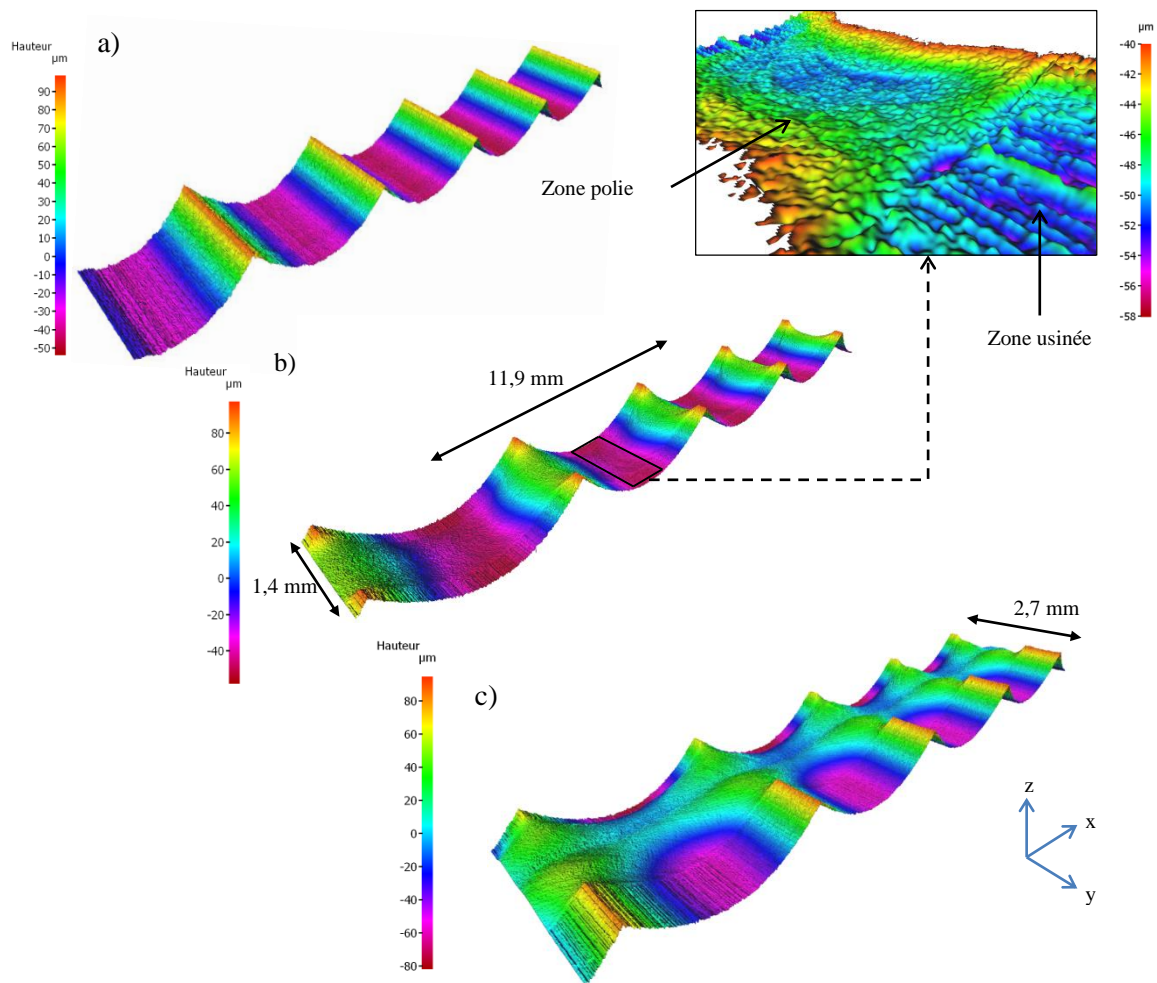 a)
Hauteur
µm
90
80
70
60
50
40
30
20
10
0
-10
-20
-30
-40
-50
µm
-40
-42
-44
-46
-48
-50
-52
-54
-56
-58
Zone polie
Zone usinée
b)
Hauteur
µm
80
60
40
20
0
-20
-40
11,9 mm
1,4 mm
c)
Hauteur
µm
80
60
40
20
0
-20
-40
-60
-80
2,7 mm
z
x
y